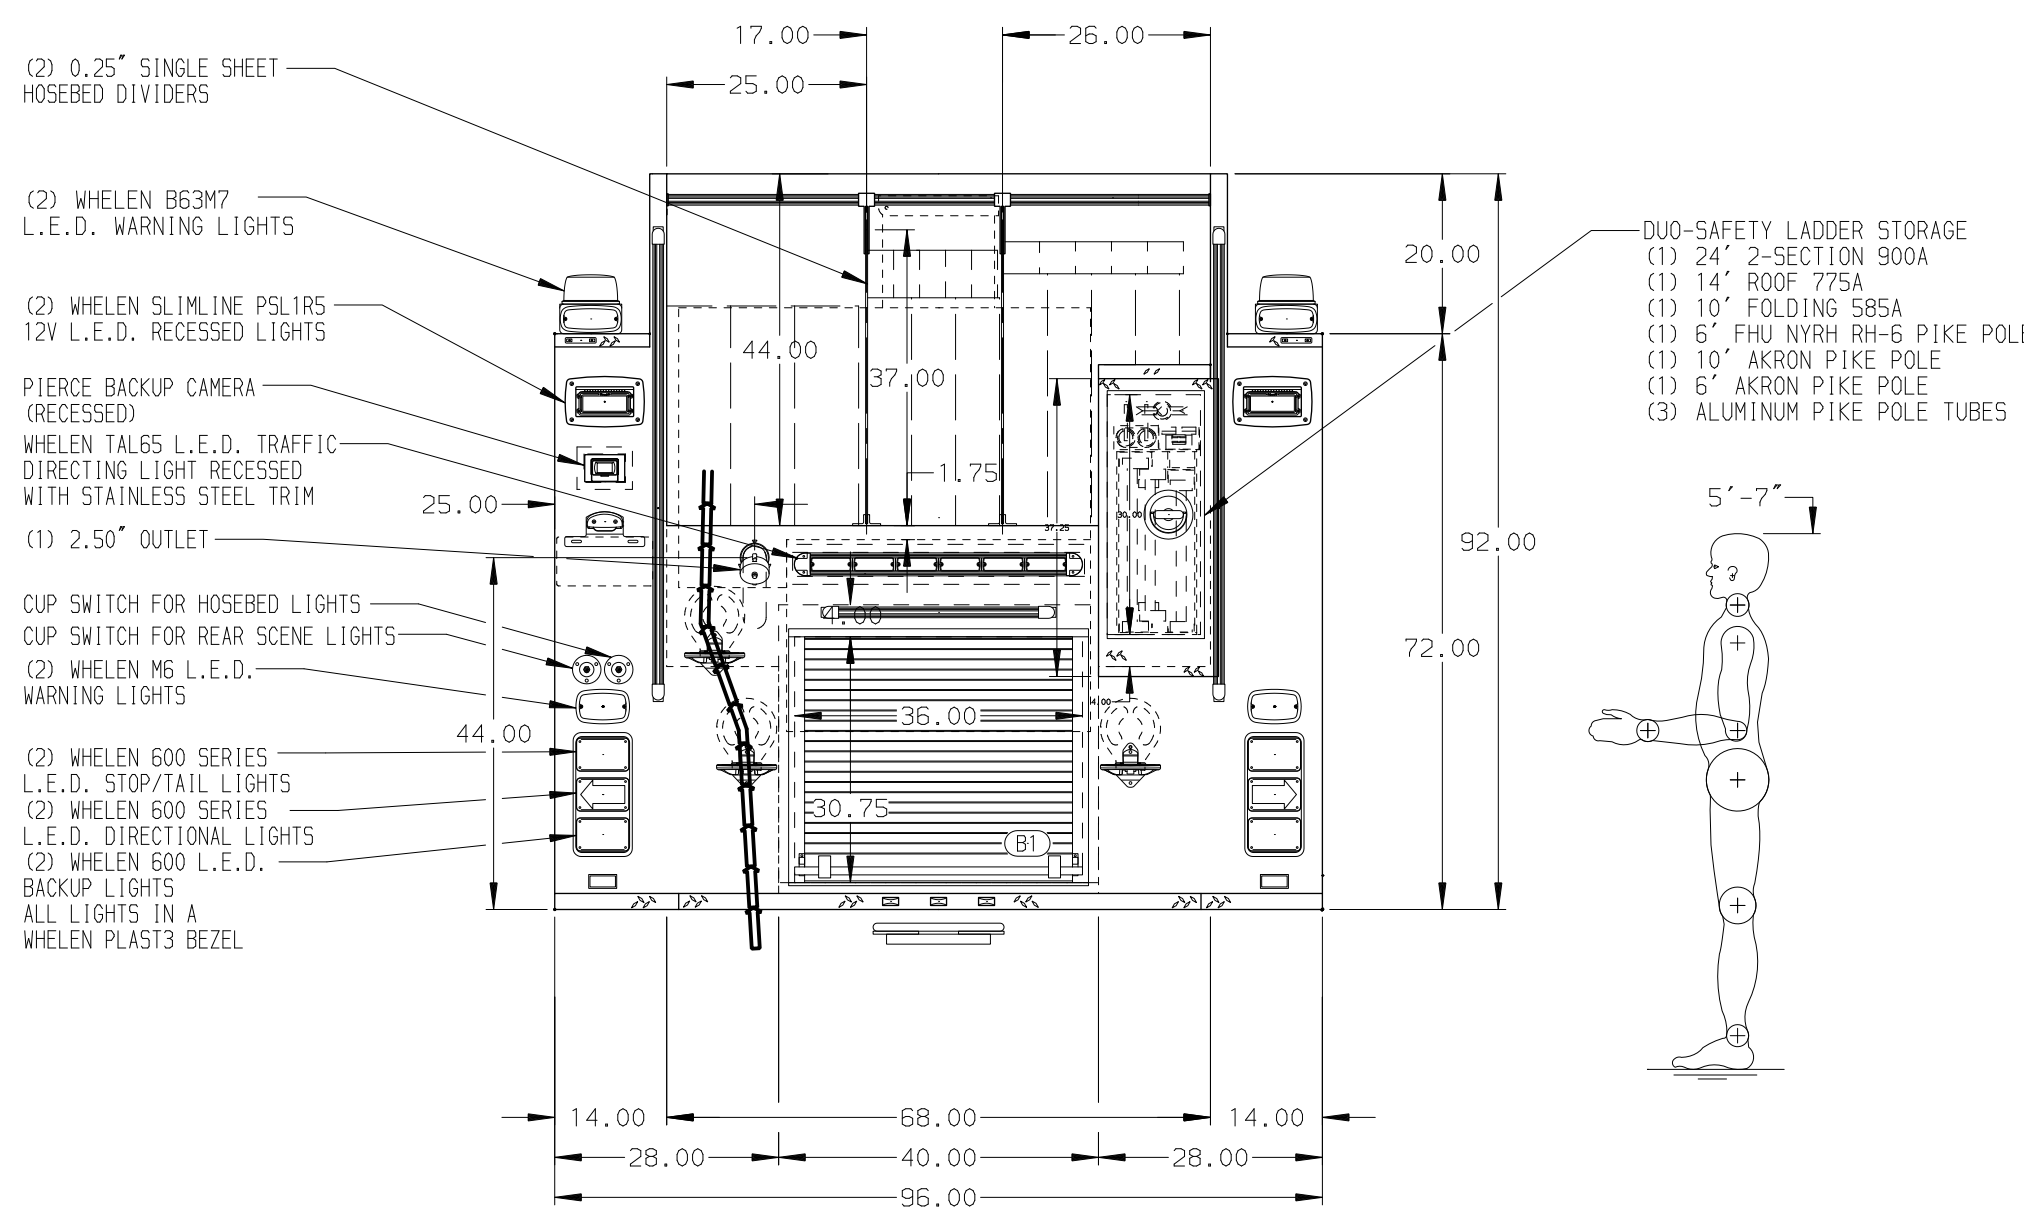 17.00
26.00
25.00
(2) 0.25" SINGLE SHEET
HOSEBED DIVIDERS
(2) WHELEN B63M7
L.E.D. WARNING LIGHTS
(2) WHELEN SLIMLINE PSL1R5
12V L.E.D. RECESSED LIGHTS
PIERCE BACKUP CAMERA
(RECESSED)
WHELEN TAL65 L.E.D. TRAFFIC
DIRECTING LIGHT RECESSED
WITH STAINLESS STEEL TRIM
(1) 2.50" OUTLET
CUP SWITCH FOR HOSEBED LIGHTS
CUP SWITCH FOR REAR SCENE LIGHTS
(2) WHELEN M6 L.E.D.
WARNING LIGHTS
(2) WHELEN 600 SERIES
L.E.D. STOP/TAIL LIGHTS
(2) WHELEN 600 SERIES
L.E.D. DIRECTIONAL LIGHTS
(2) WHELEN 600 L.E.D.
BACKUP LIGHTS
ALL LIGHTS IN A
WHELEN PLAST3 BEZEL
44.00
37.00
1.75
25.00
37.25
30.00
4.00
36.00
30.75
B1
44.00
20.00
92.00
72.00
DUO-SAFETY LADDER STORAGE
(1) 24' 2-SECTION 900A
(1) 14' ROOF 775A
(1) 10' FOLDING 585A
(1) 6' FHU NYRH RH-6 PIKE POLE
(1) 10' AKRON PIKE POLE
(1) 6' AKRON PIKE POLE
(3) ALUMINUM PIKE POLE TUBES
5'-7"
14.00
68.00
14.00
28.00
40.00
28.00
96.00